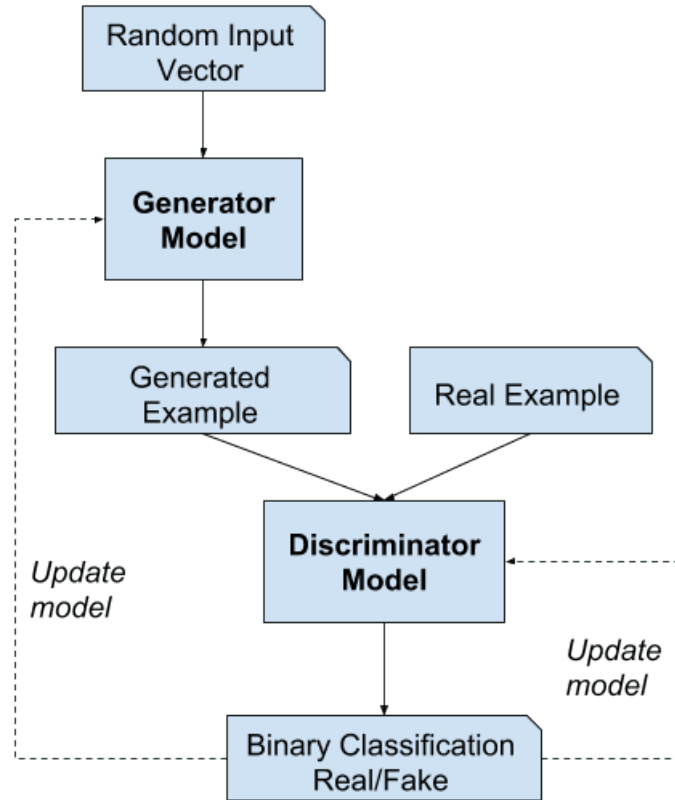 Random Input
Vector
Generator
Model
Generated
Example
Real Example
Discriminator
Model
Update
model
Update
model
Binary Classification
Real/Fake